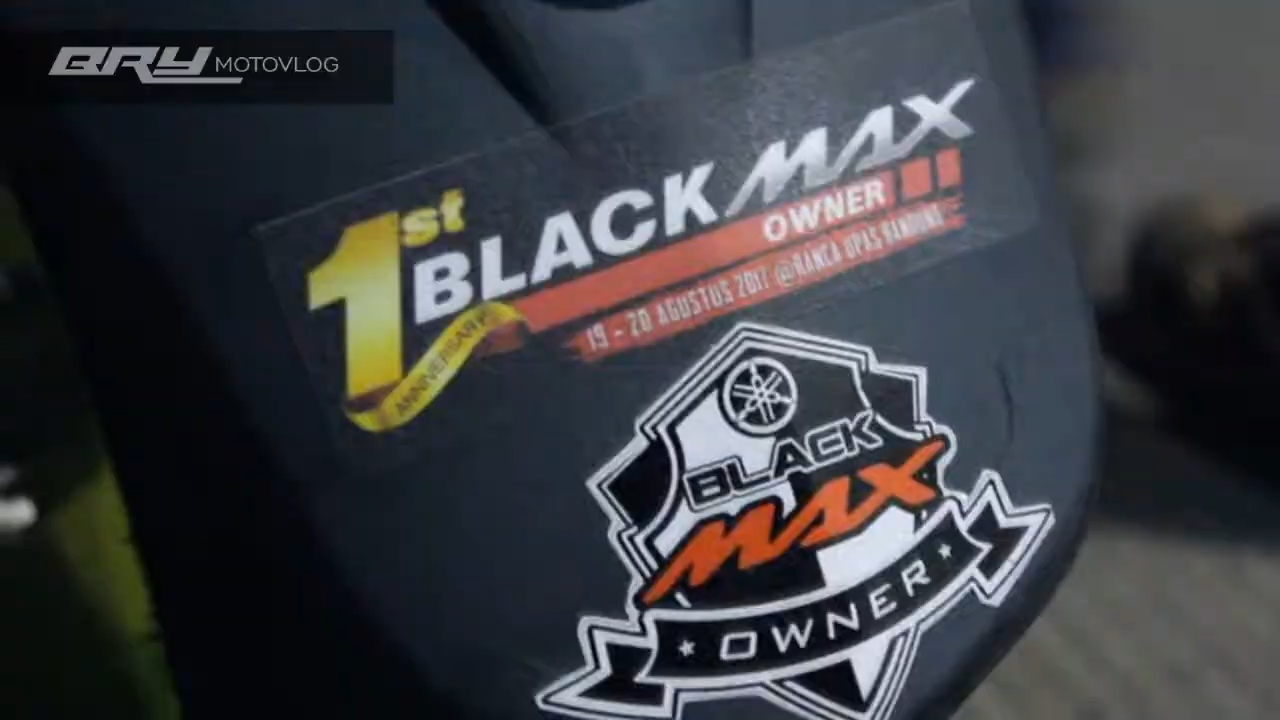 BRY MOTOVLOG
1st BLACK MAX
OWNER
ANNIVERSARY
19 - 20 AGUSTUS 2017 @RANCA UPAS BANDUNG
BLACK
MAX
OWNER